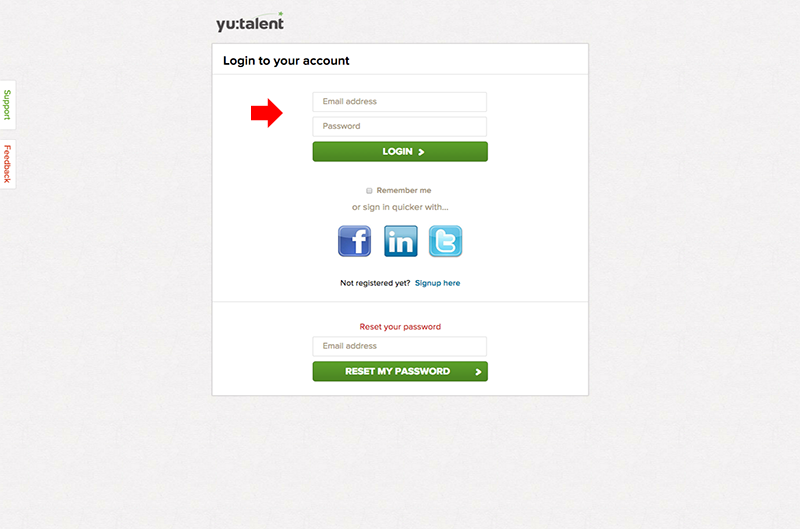 yu:talent
Login to your account
Support
Feedback
Email address
Password
LOGIN
Remember me
or sign in quicker with...
f in t
Not registered yet? Signup here
Reset your password
Email address
RESET MY PASSWORD